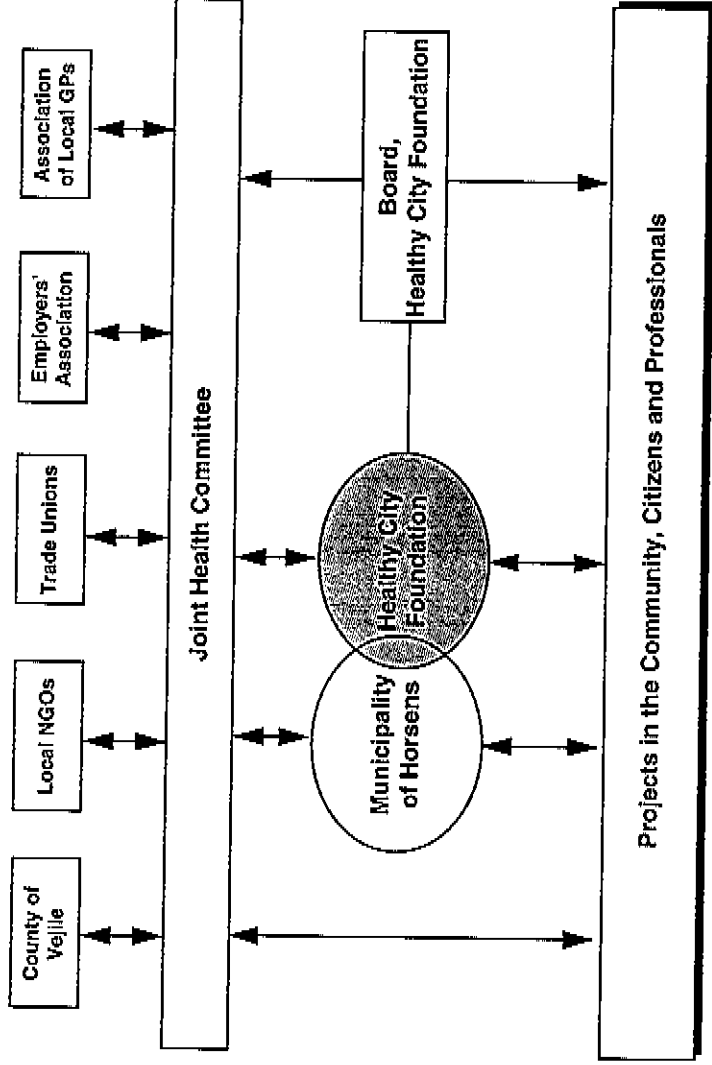 County of
Vejile
Local NGOs
Trade Unions
Employers'
Association
Association
of Local GPs
Joint Health Committee
Municipality
of Horsens
Healthy City
Foundation
Board,
Healthy City Foundation
Projects in the Community, Citizens and Professionals